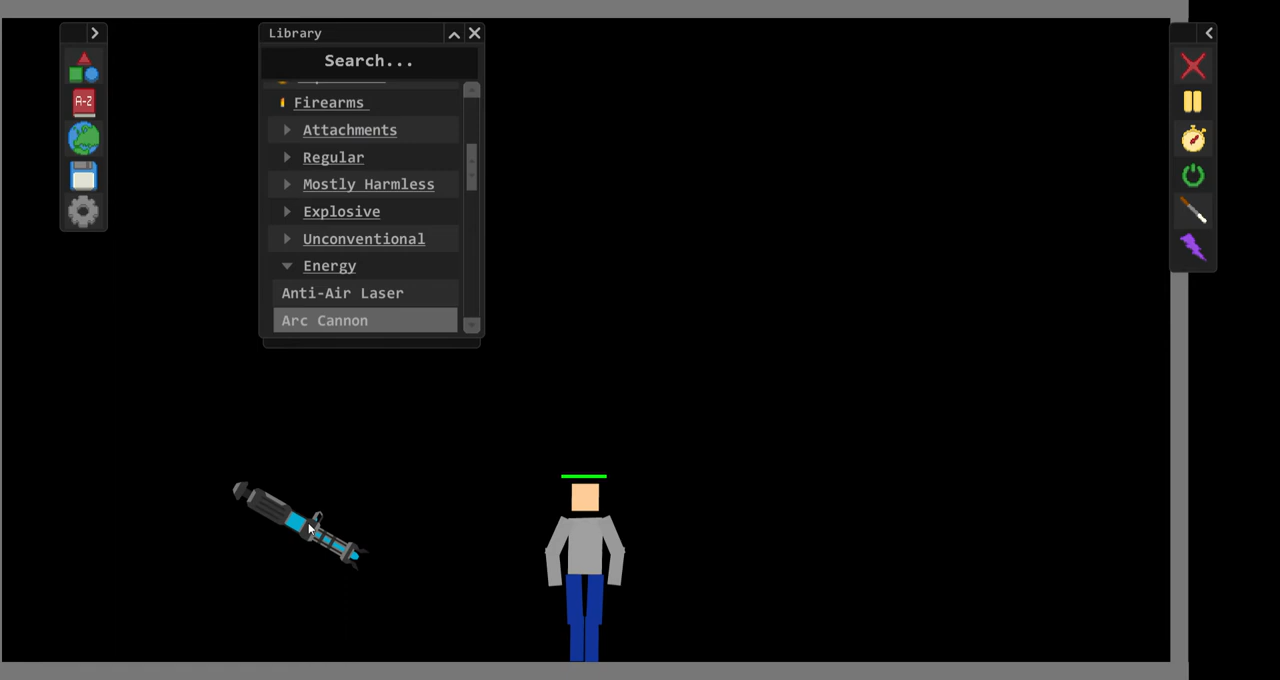 Library
Search...
A-Z
Firearms
Attachments
Regular
Mostly Harmless
Explosive
Unconventional
Energy
Anti-Air Laser
Arc Cannon